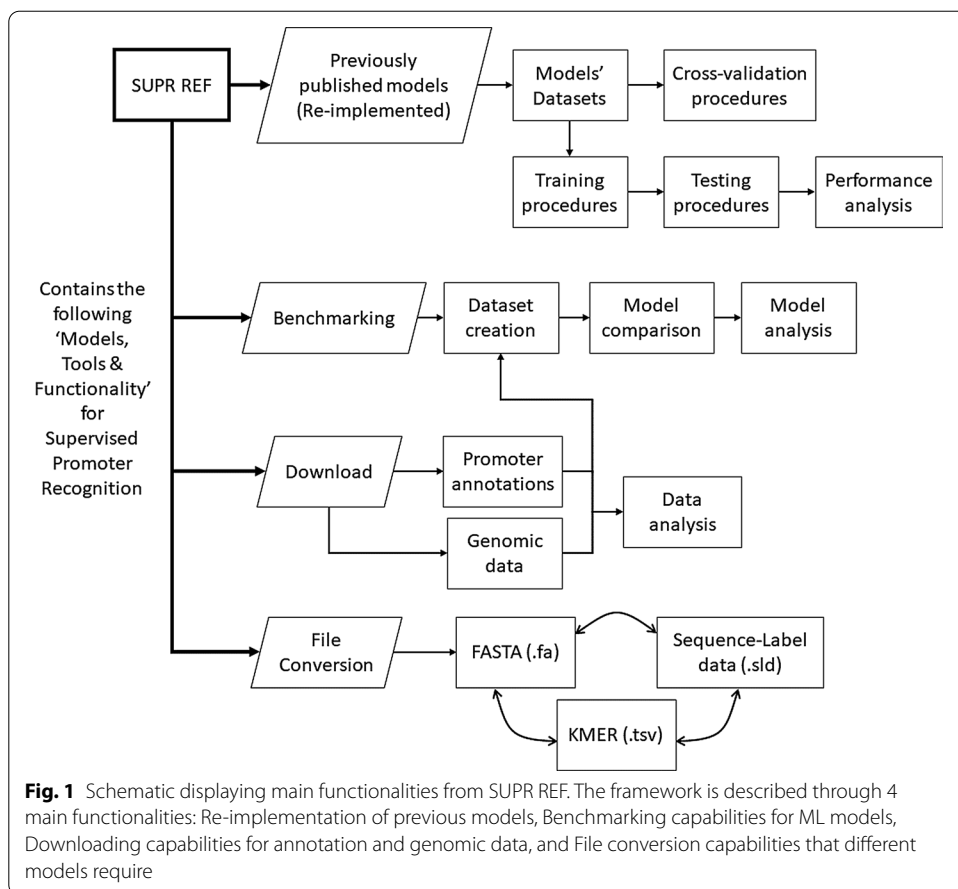 SUPR REF
Previously
published models
(Re-implemented)
Models’
Datasets
Cross-validation
procedures
Training
procedures
Testing
procedures
Performance
analysis
Contains the
following
‘Models,
Tools &
Functionality’
for
Supervised
Promoter
Recognition
Benchmarking
Dataset
creation
Model
comparison
Model
analysis
Download
Promoter
annotations
Genomic
data
Data
analysis
File
Conversion
FASTA (.fa)
Sequence-Label
data (.sld)
KMER (.tsv)
Fig. 1 Schematic displaying main functionalities from SUPR REF. The framework is described through 4
main functionalities: Re-implementation of previous models, Benchmarking capabilities for ML models,
Downloading capabilities for annotation and genomic data, and File conversion capabilities that different
models require